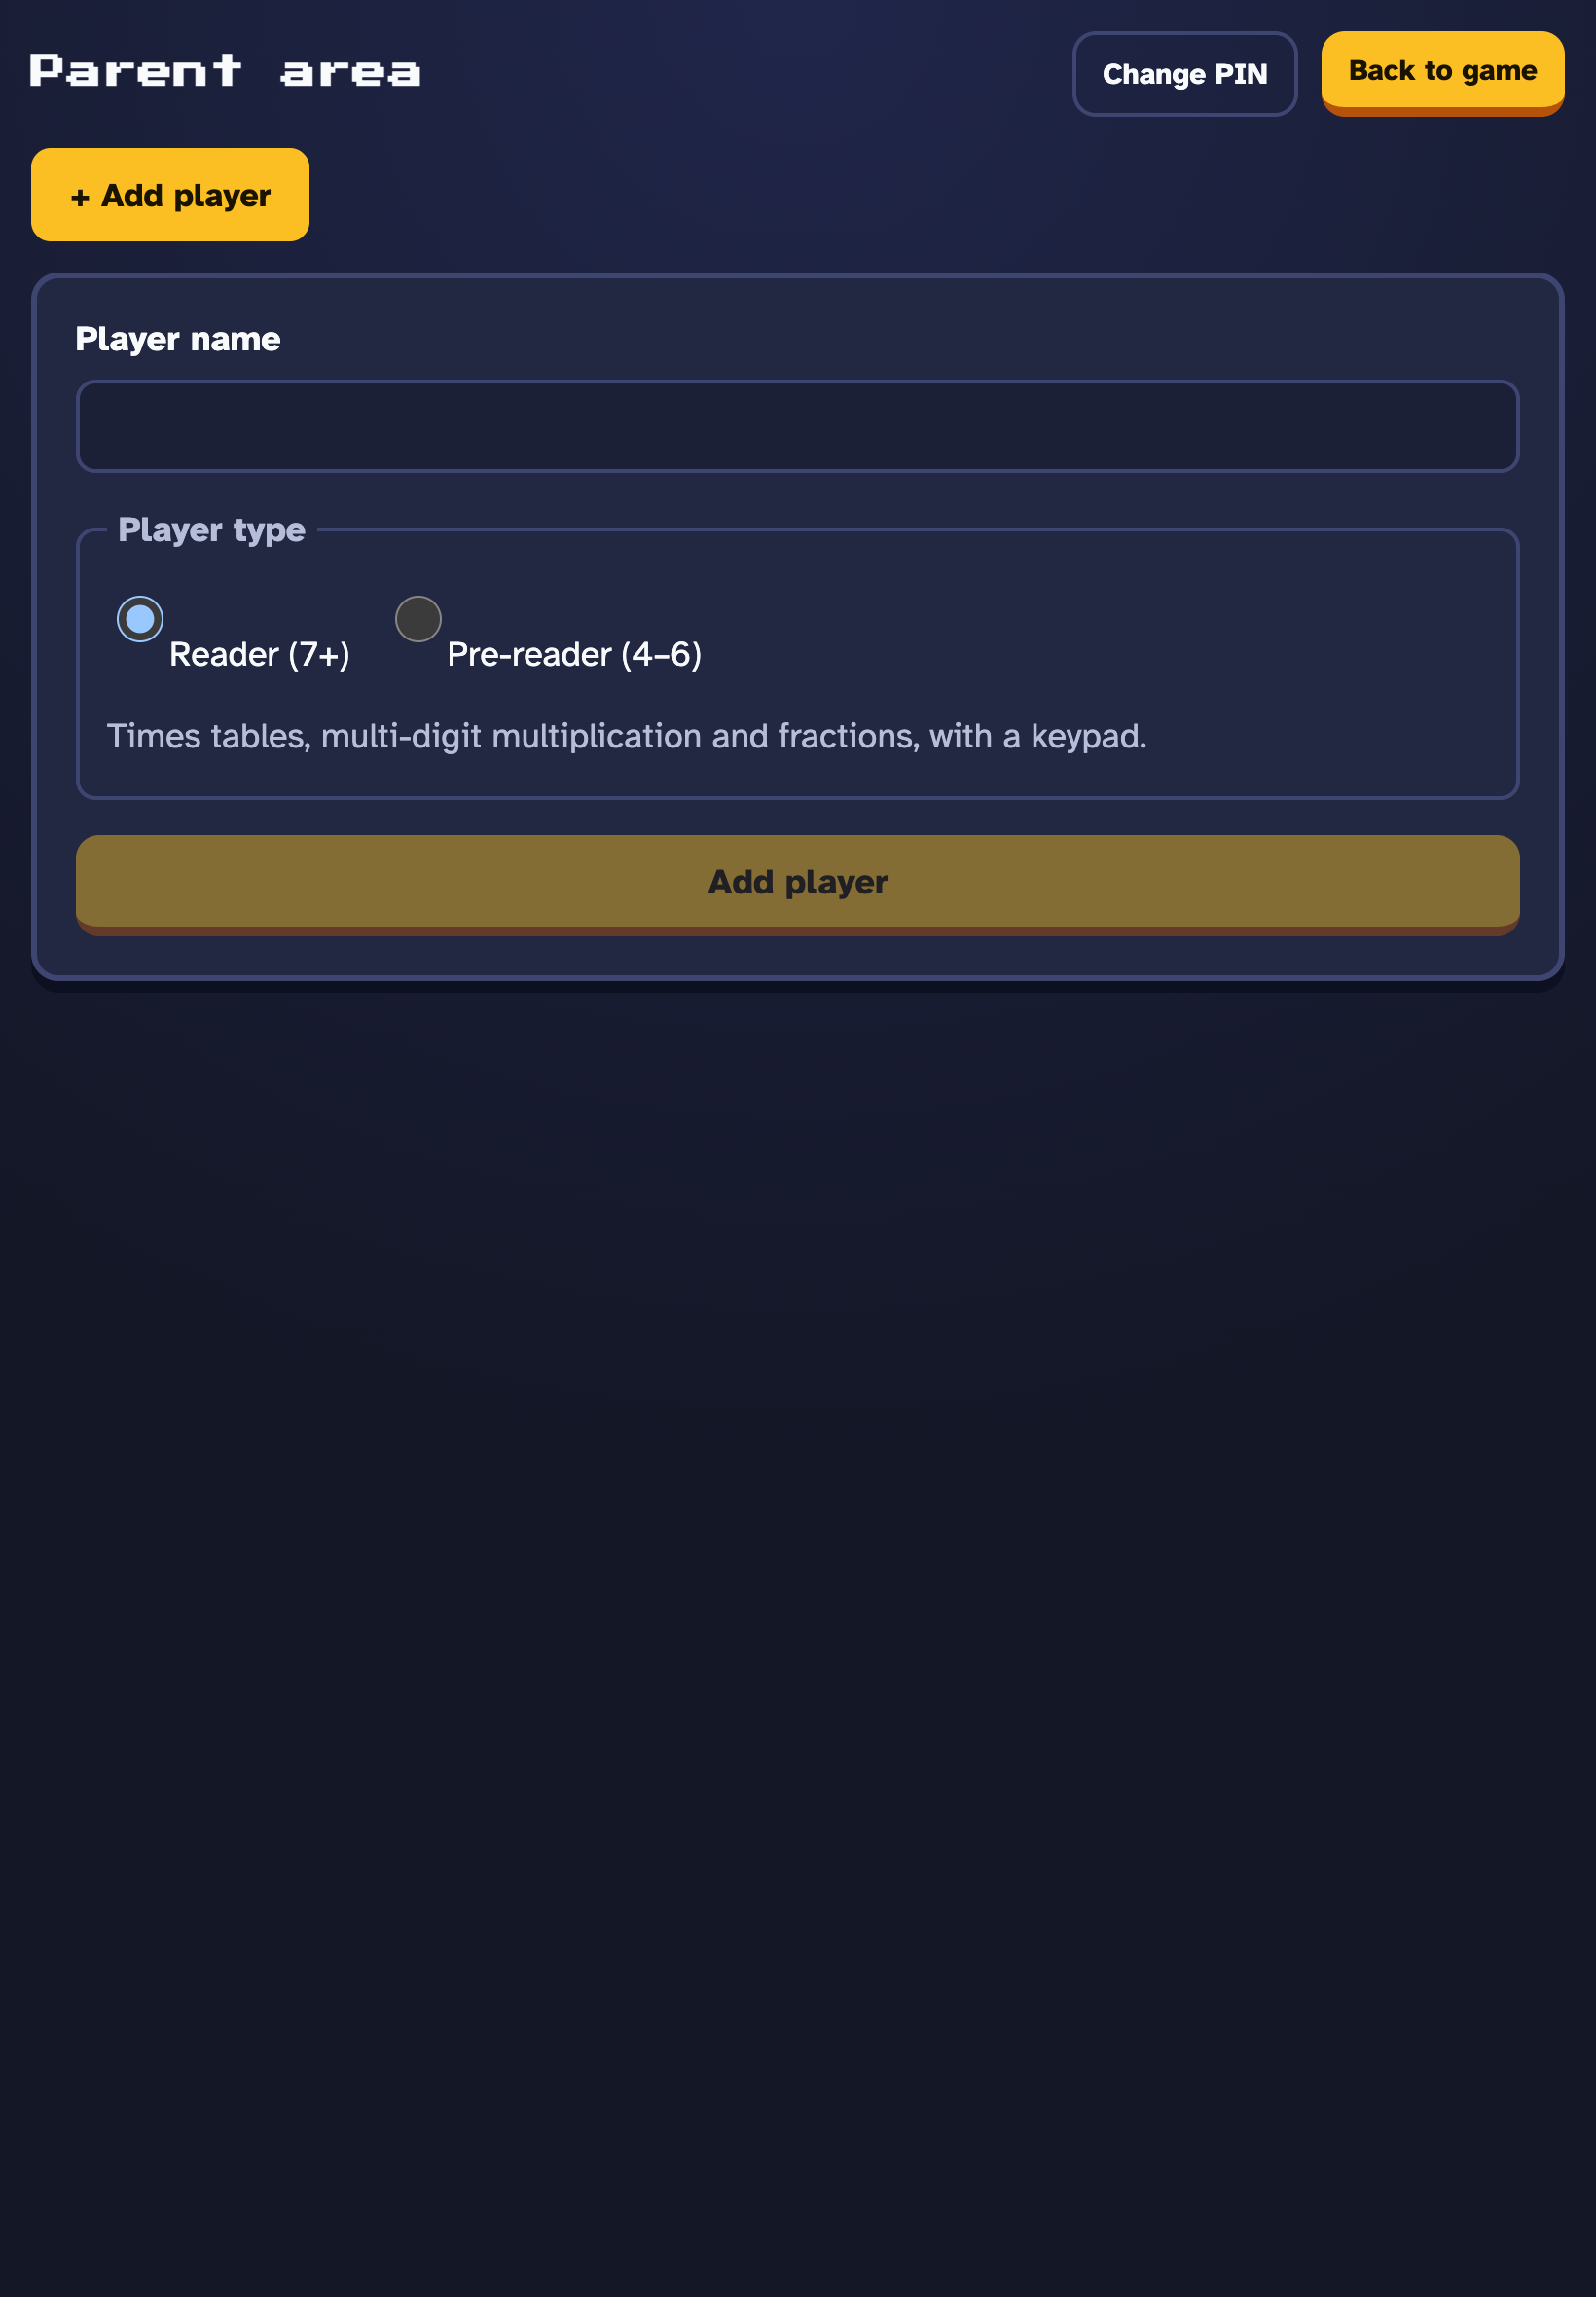 Parent area
Change PIN
Back to game
+ Add player
Player name
Player type
Reader (7+)
Pre-reader (4–6)
Times tables, multi-digit multiplication and fractions, with a keypad.
Add player